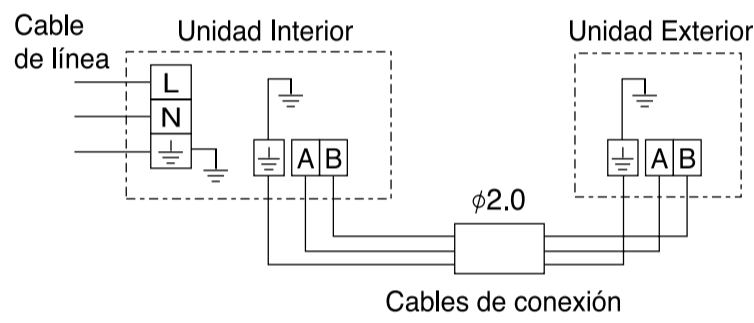 Cable
de línea
Unidad Interior
Unidad Exterior
L
N
A B
A B
ϕ2.0
Cables de conexión